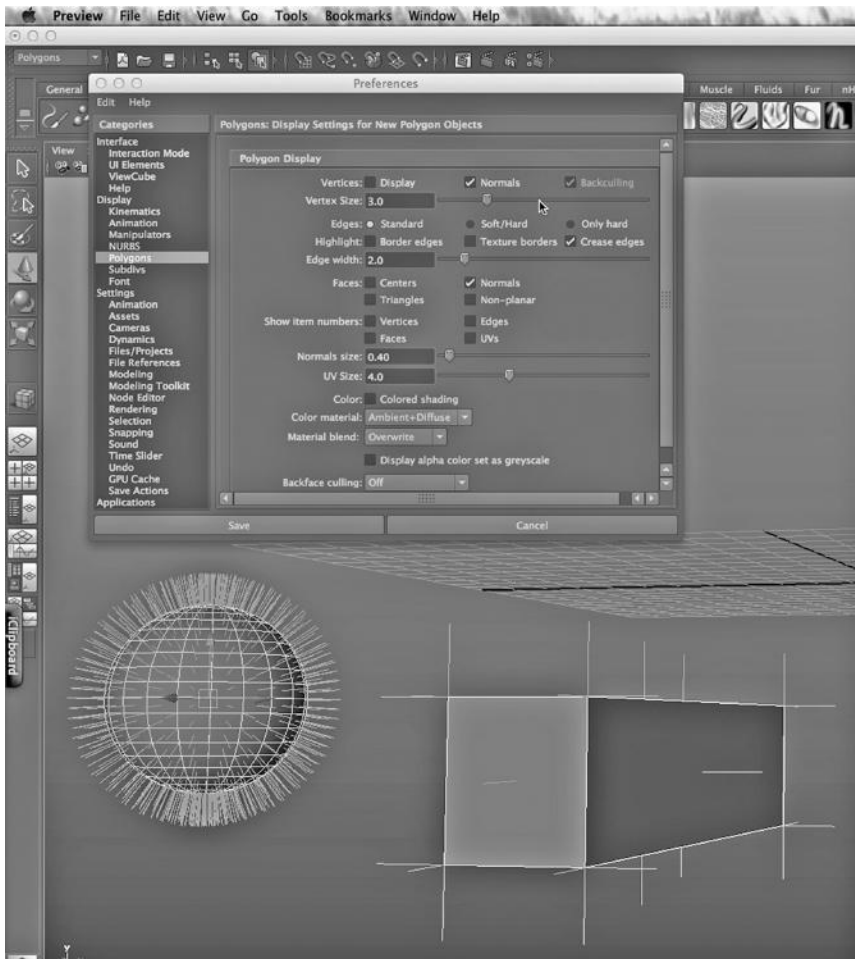 Preview File Edit View Go Tools Bookmarks Window Help
Polygons
General
Muscle Fluids Fur nH
View
Preferences
Edit Help
Categories
Interface
Interaction Mode
UI Elements
ViewCube
Help
Display
Kinematics
Animation
Manipulators
NURBS
Polygons
Subdivs
Font
Settings
Animation
Assets
Cameras
Dynamics
Files/Projects
File References
Modeling
Modeling Toolkit
Node Editor
Rendering
Selection
Snapping
Sound
Time Slider
Undo
GPU Cache
Save Actions
Applications
Polygons: Display Settings for New Polygon Objects
Polygon Display
Vertices: Display Normals Backculling
Vertex Size: 3.0
Edges: Standard Soft/Hard Only hard
Highlight: Border edges Texture borders Crease edges
Edge width: 2.0
Faces: Centers Normals
Triangles Non-planar
Show item numbers: Vertices Edges
Faces UVs
Normals size: 0.40
UV Size: 4.0
Color: Colored shading
Color material: Ambient+Diffuse
Material blend: Overwrite
Display alpha color set as greyscale
Backface culling: Off
Save Cancel
iClipboard
Y